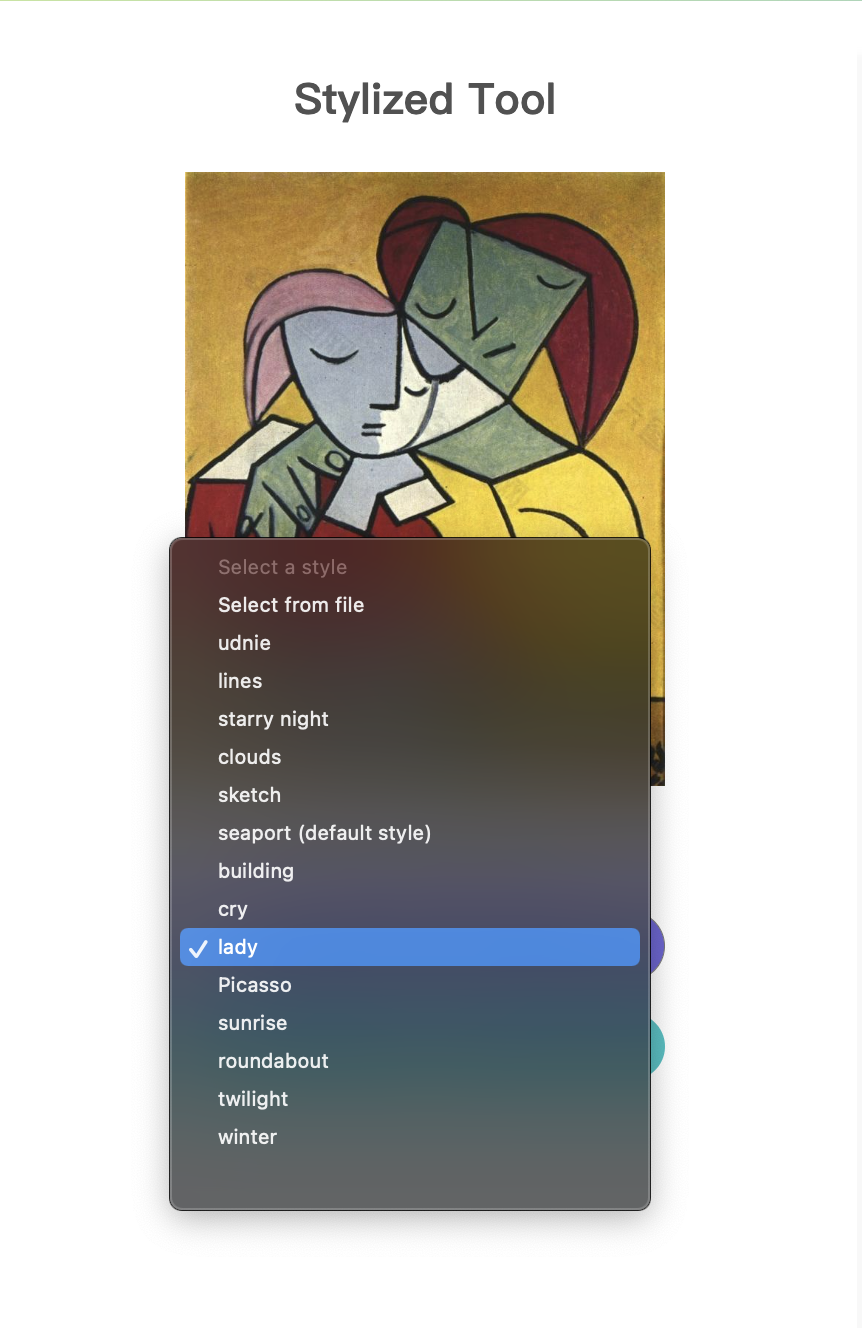 Stylized Tool
Select a style
Select from file
udnie
lines
starry night
clouds
sketch
seaport (default style)
building
cry
lady
Picasso
sunrise
roundabout
twilight
winter